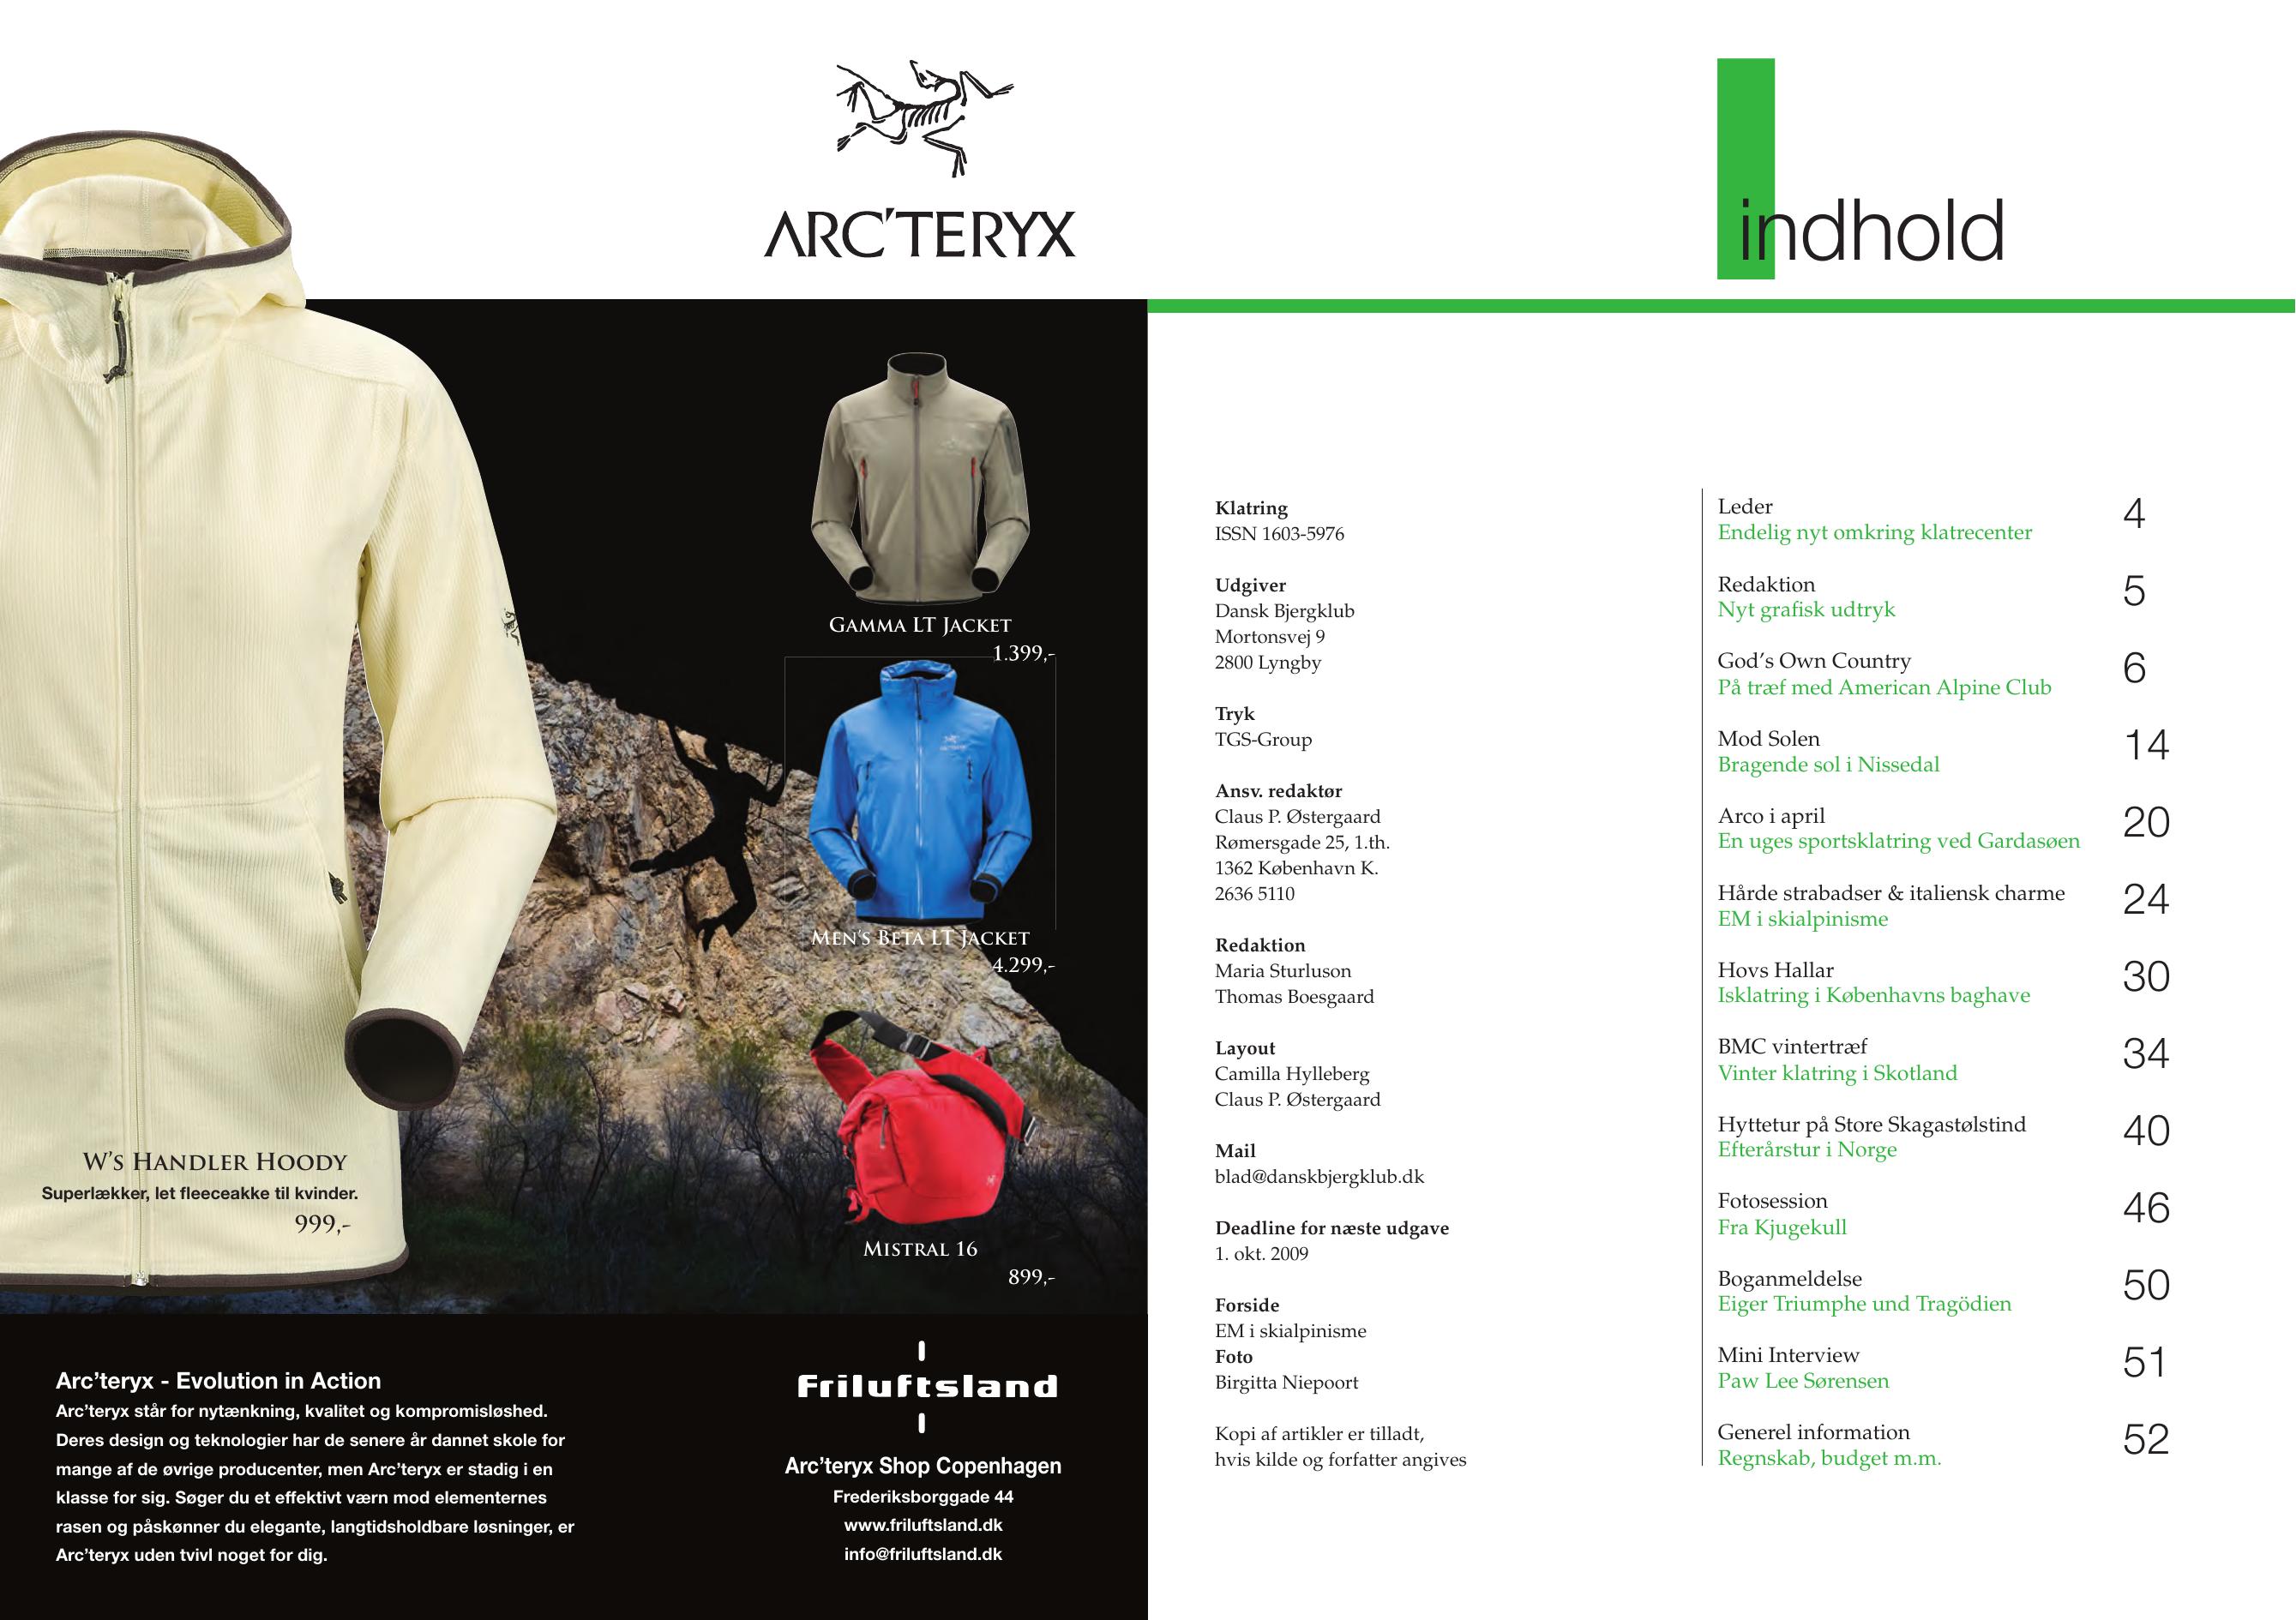 ARC'TERYX
GAMMA LT JACKET
1.399,-
MEN'S BETA LT JACKET
4.299,-
W'S HANDLER HOODY
Superlækker, let fleeceakke til kvinder.
999,-
MISTRAL 16
899,-
Arc'teryx - Evolution in Action
Arc'teryx står for nytænkning, kvalitet og kompromisløshed.
Deres design og teknologier har de senere år dannet skole for
mange af de øvrige producenter, men Arc'teryx er stadig i en
klasse for sig. Søger du et effektivt værn mod elementernes
rasen og påskønner du elegante, langtidsholdbare løsninger, er
Arc'teryx uden tvivl noget for dig.
Friluftsland
Arc'teryx Shop Copenhagen
Frederiksborggade 44
www.friluftsland.dk
info@friluftsland.dk
indhold
Klatring
ISSN 1603-5976
Udgiver
Dansk Bjergklub
Mortonsvej 9
2800 Lyngby
Tryk
TGS-Group
Ansv. redaktør
Claus P. Østergaard
Rømersgade 25, 1.th.
1362 København K.
2636 5110
Redaktion
Maria Sturluson
Thomas Boesgaard
Layout
Camilla Hylleberg
Claus P. Østergaard
Mail
blad@danskbjergklub.dk
Deadline for næste udgave
1. okt. 2009
Forside
EM i skialpinisme
Foto
Birgitta Niepoort
Kopi af artikler er tilladt,
hvis kilde og forfatter angives
Leder 4
Endelig nyt omkring klatrecenter
Redaktion 5
Nyt grafisk udtryk
God's Own Country 6
På træf med American Alpine Club
Mod Solen 14
Bragende sol i Nissedal
Arco i april 20
En uges sportsklatring ved Gardasøen
Hårde strabadser & italiensk charme 24
EM i skialpinisme
Hovs Hallar 30
Isklatring i Københavns baghave
BMC vintertræf 34
Vinter klatring i Skotland
Hyttetur på Store Skagastølstind 40
Efterårstur i Norge
Fotosession 46
Fra Kjugekull
Boganmeldelse 50
Eiger Triumphe und Tragödien
Mini Interview 51
Paw Lee Sørensen
Generel information 52
Regnskab, budget m.m.